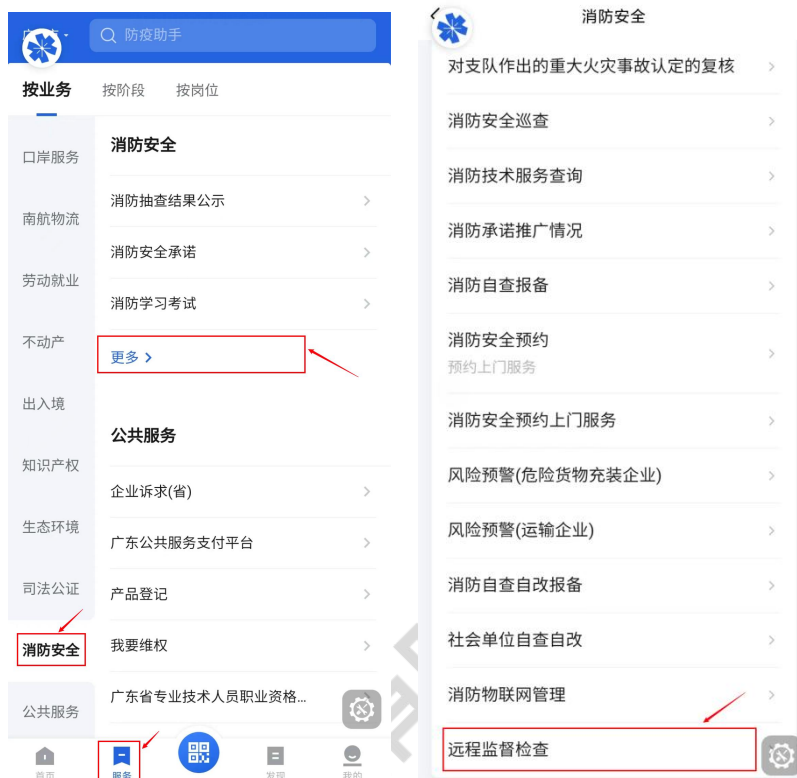 防疫助手
按业务
按阶段
按岗位
口岸服务
南航物流
劳动就业
不动产
出入境
知识产权
生态环境
司法公证
消防安全
公共服务
消防安全
消防抽查结果公示
消防安全承诺
消防学习考试
更多
公共服务
企业诉求(省)
广东公共服务支付平台
产品登记
我要维权
广东省专业技术人员职业资格...
首页
服务
发现
我的
消防安全
对支队作出的重大火灾事故认定的复核
消防安全巡查
消防技术服务查询
消防承诺推广情况
消防自查报备
消防安全预约
预约上门服务
消防安全预约上门服务
风险预警(危险货物充装企业)
风险预警(运输企业)
消防自查自改报备
社会单位自查自改
消防物联网管理
远程监督检查